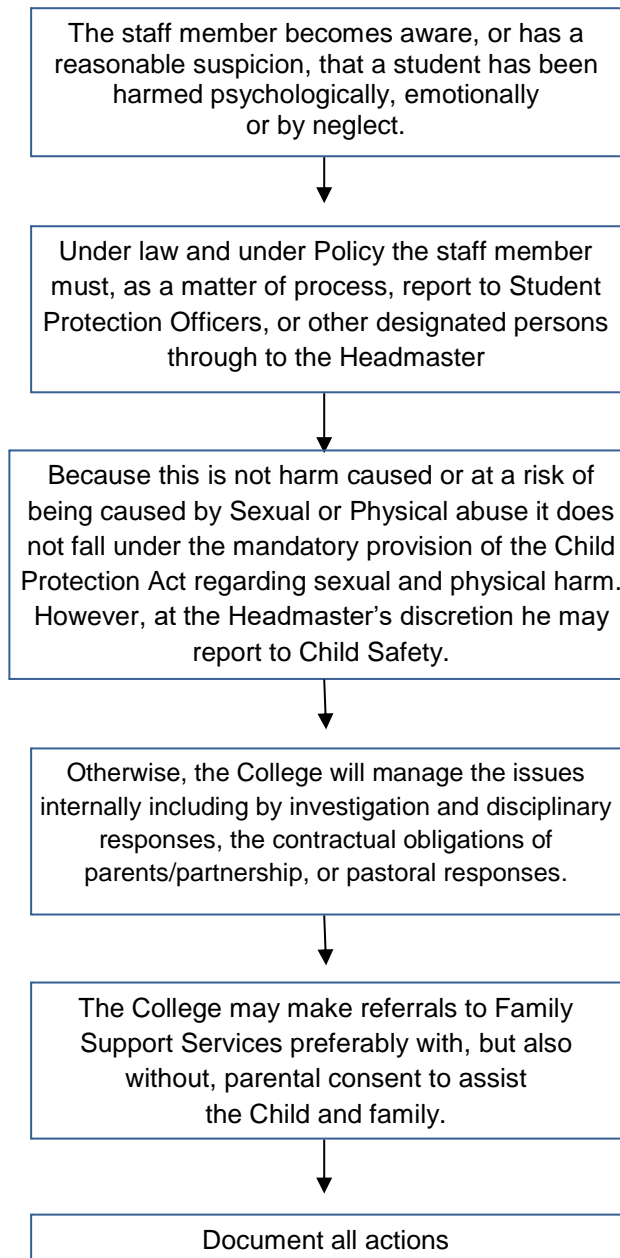 The staff member becomes aware, or has a
reasonable suspicion, that a student has been
harmed psychologically, emotionally
or by neglect.
Under law and under Policy the staff member
must, as a matter of process, report to Student
Protection Officers, or other designated persons
through to the Headmaster
Because this is not harm caused or at a risk of
being caused by Sexual or Physical abuse it does
not fall under the mandatory provision of the Child
Protection Act regarding sexual and physical harm.
However, at the Headmaster’s discretion he may
report to Child Safety.
Otherwise, the College will manage the issues
internally including by investigation and disciplinary
responses, the contractual obligations of
parents/partnership, or pastoral responses.
The College may make referrals to Family
Support Services preferably with, but also
without, parental consent to assist
the Child and family.
Document all actions